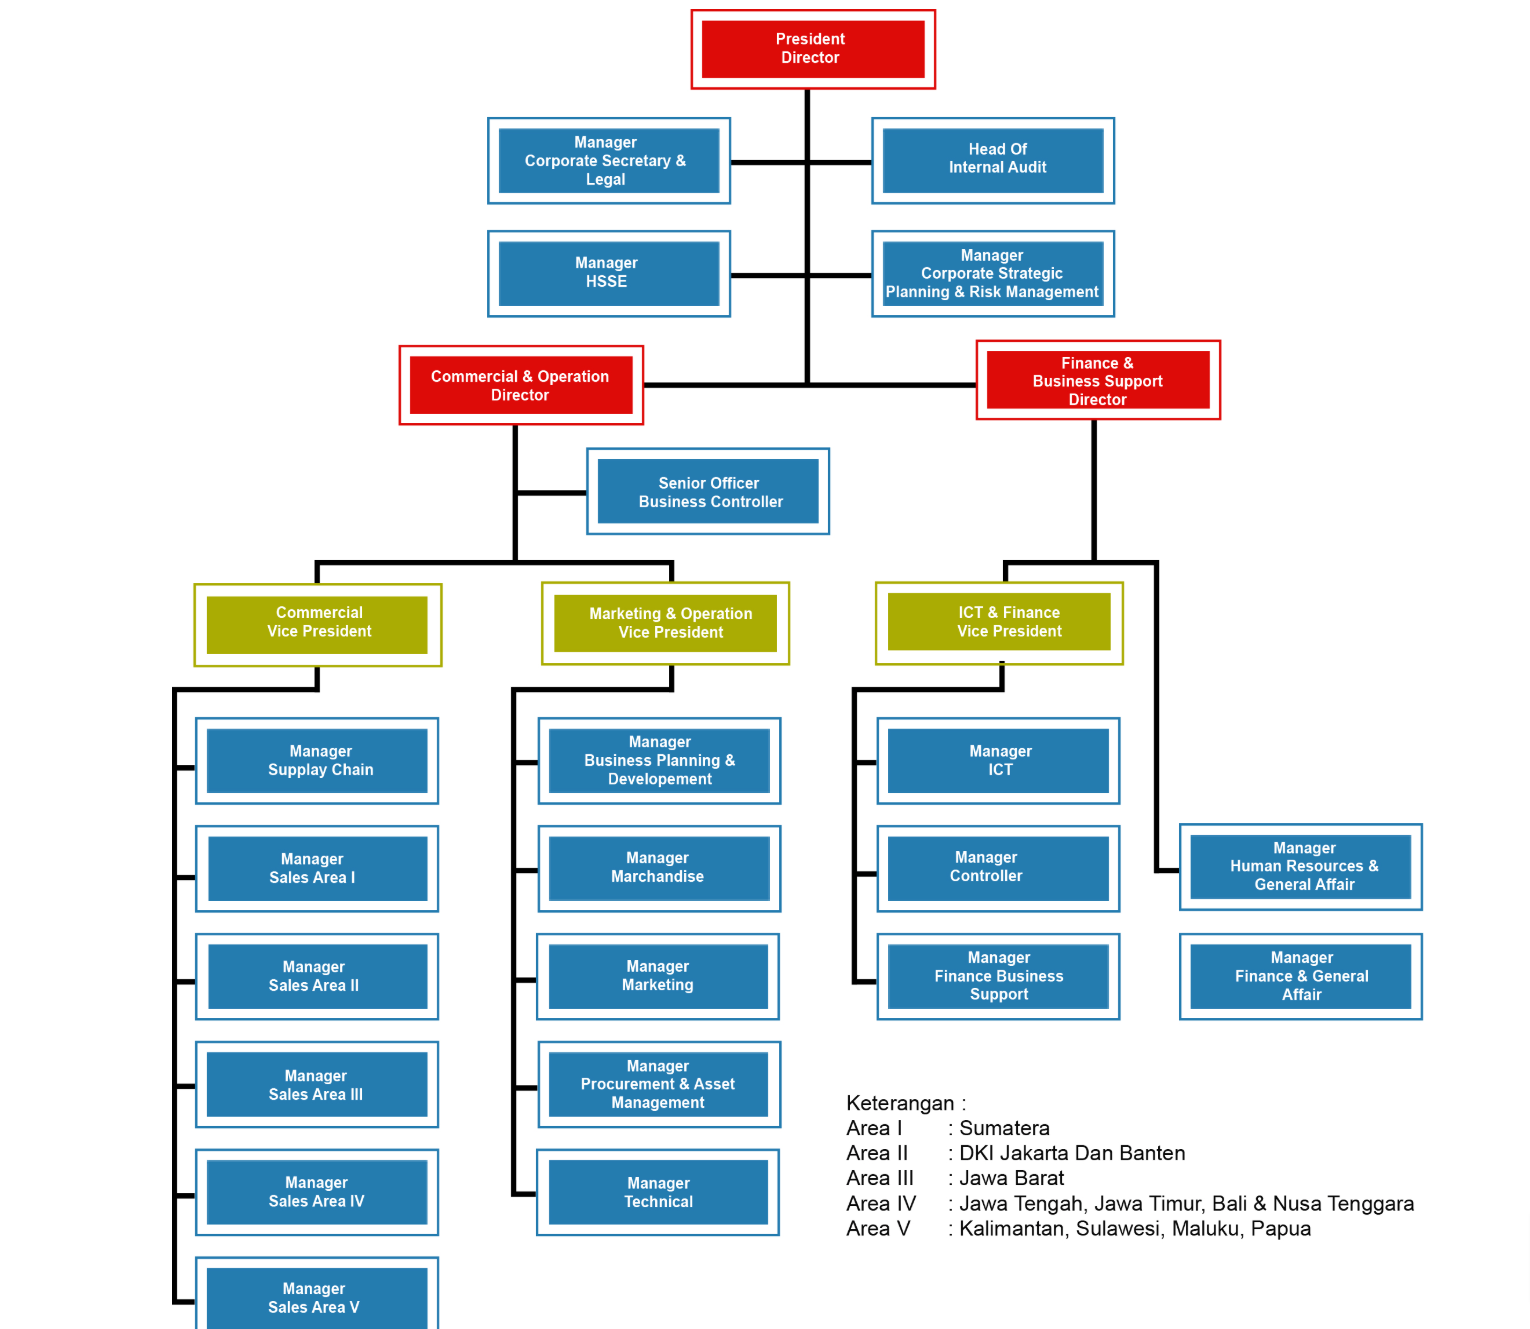 President
Director
Manager
Corporate Secretary &
Legal
Head Of
Internal Audit
Manager
HSSE
Manager
Corporate Strategic
Planning & Risk Management
Commercial & Operation
Director
Finance &
Business Support
Director
Senior Officer
Business Controller
Commercial
Vice President
Marketing & Operation
Vice President
ICT & Finance
Vice President
Manager
Supplay Chain
Manager
Sales Area I
Manager
Sales Area II
Manager
Sales Area III
Manager
Sales Area IV
Manager
Sales Area V
Manager
Business Planning &
Developement
Manager
Marchandise
Manager
Marketing
Manager
Procurement & Asset
Management
Manager
Technical
Manager
ICT
Manager
Controller
Manager
Finance Business
Support
Manager
Human Resources &
General Affair
Manager
Finance & General
Affair
Keterangan :
Area I : Sumatera
Area II : DKI Jakarta Dan Banten
Area III : Jawa Barat
Area IV : Jawa Tengah, Jawa Timur, Bali & Nusa Tenggara
Area V : Kalimantan, Sulawesi, Maluku, Papua